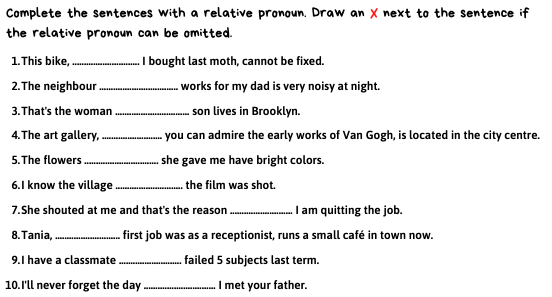 Complete the sentences with a relative pronoun. Draw an X next to the sentence if
the relative pronoun can be omitted.
1. This bike, ........................... I bought last moth, cannot be fixed.
2. The neighbour ............................... works for my dad is very noisy at night.
3. That's the woman .............................. son lives in Brooklyn.
4. The art gallery, ........................ you can admire the early works of Van Gogh, is located in the city centre.
5. The flowers .............................. she gave me have bright colors.
6. I know the village ........................... the film was shot.
7. She shouted at me and that's the reason ......................... I am quitting the job.
8. Tania, .......................... first job was as a receptionist, runs a small café in town now.
9. I have a classmate ......................... failed 5 subjects last term.
10. I'll never forget the day ............................. I met your father.